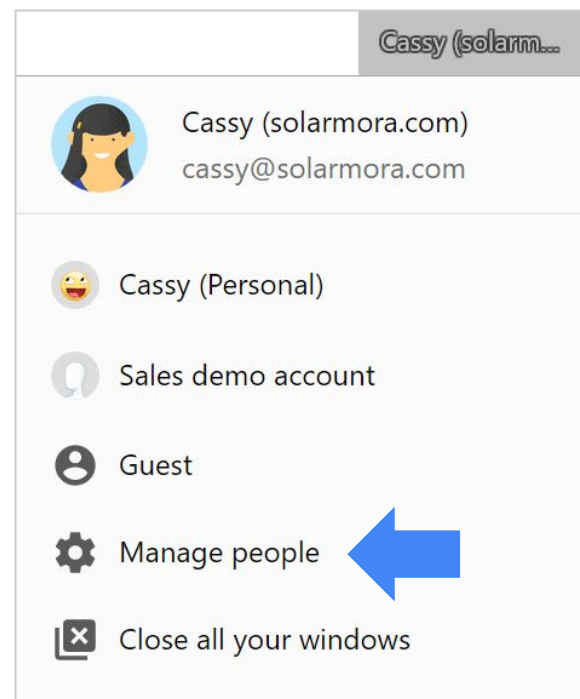 Cassy (solarm...
Cassy (solarmora.com)
cassy@solarmora.com
Cassy (Personal)
Sales demo account
Guest
Manage people
Close all your windows